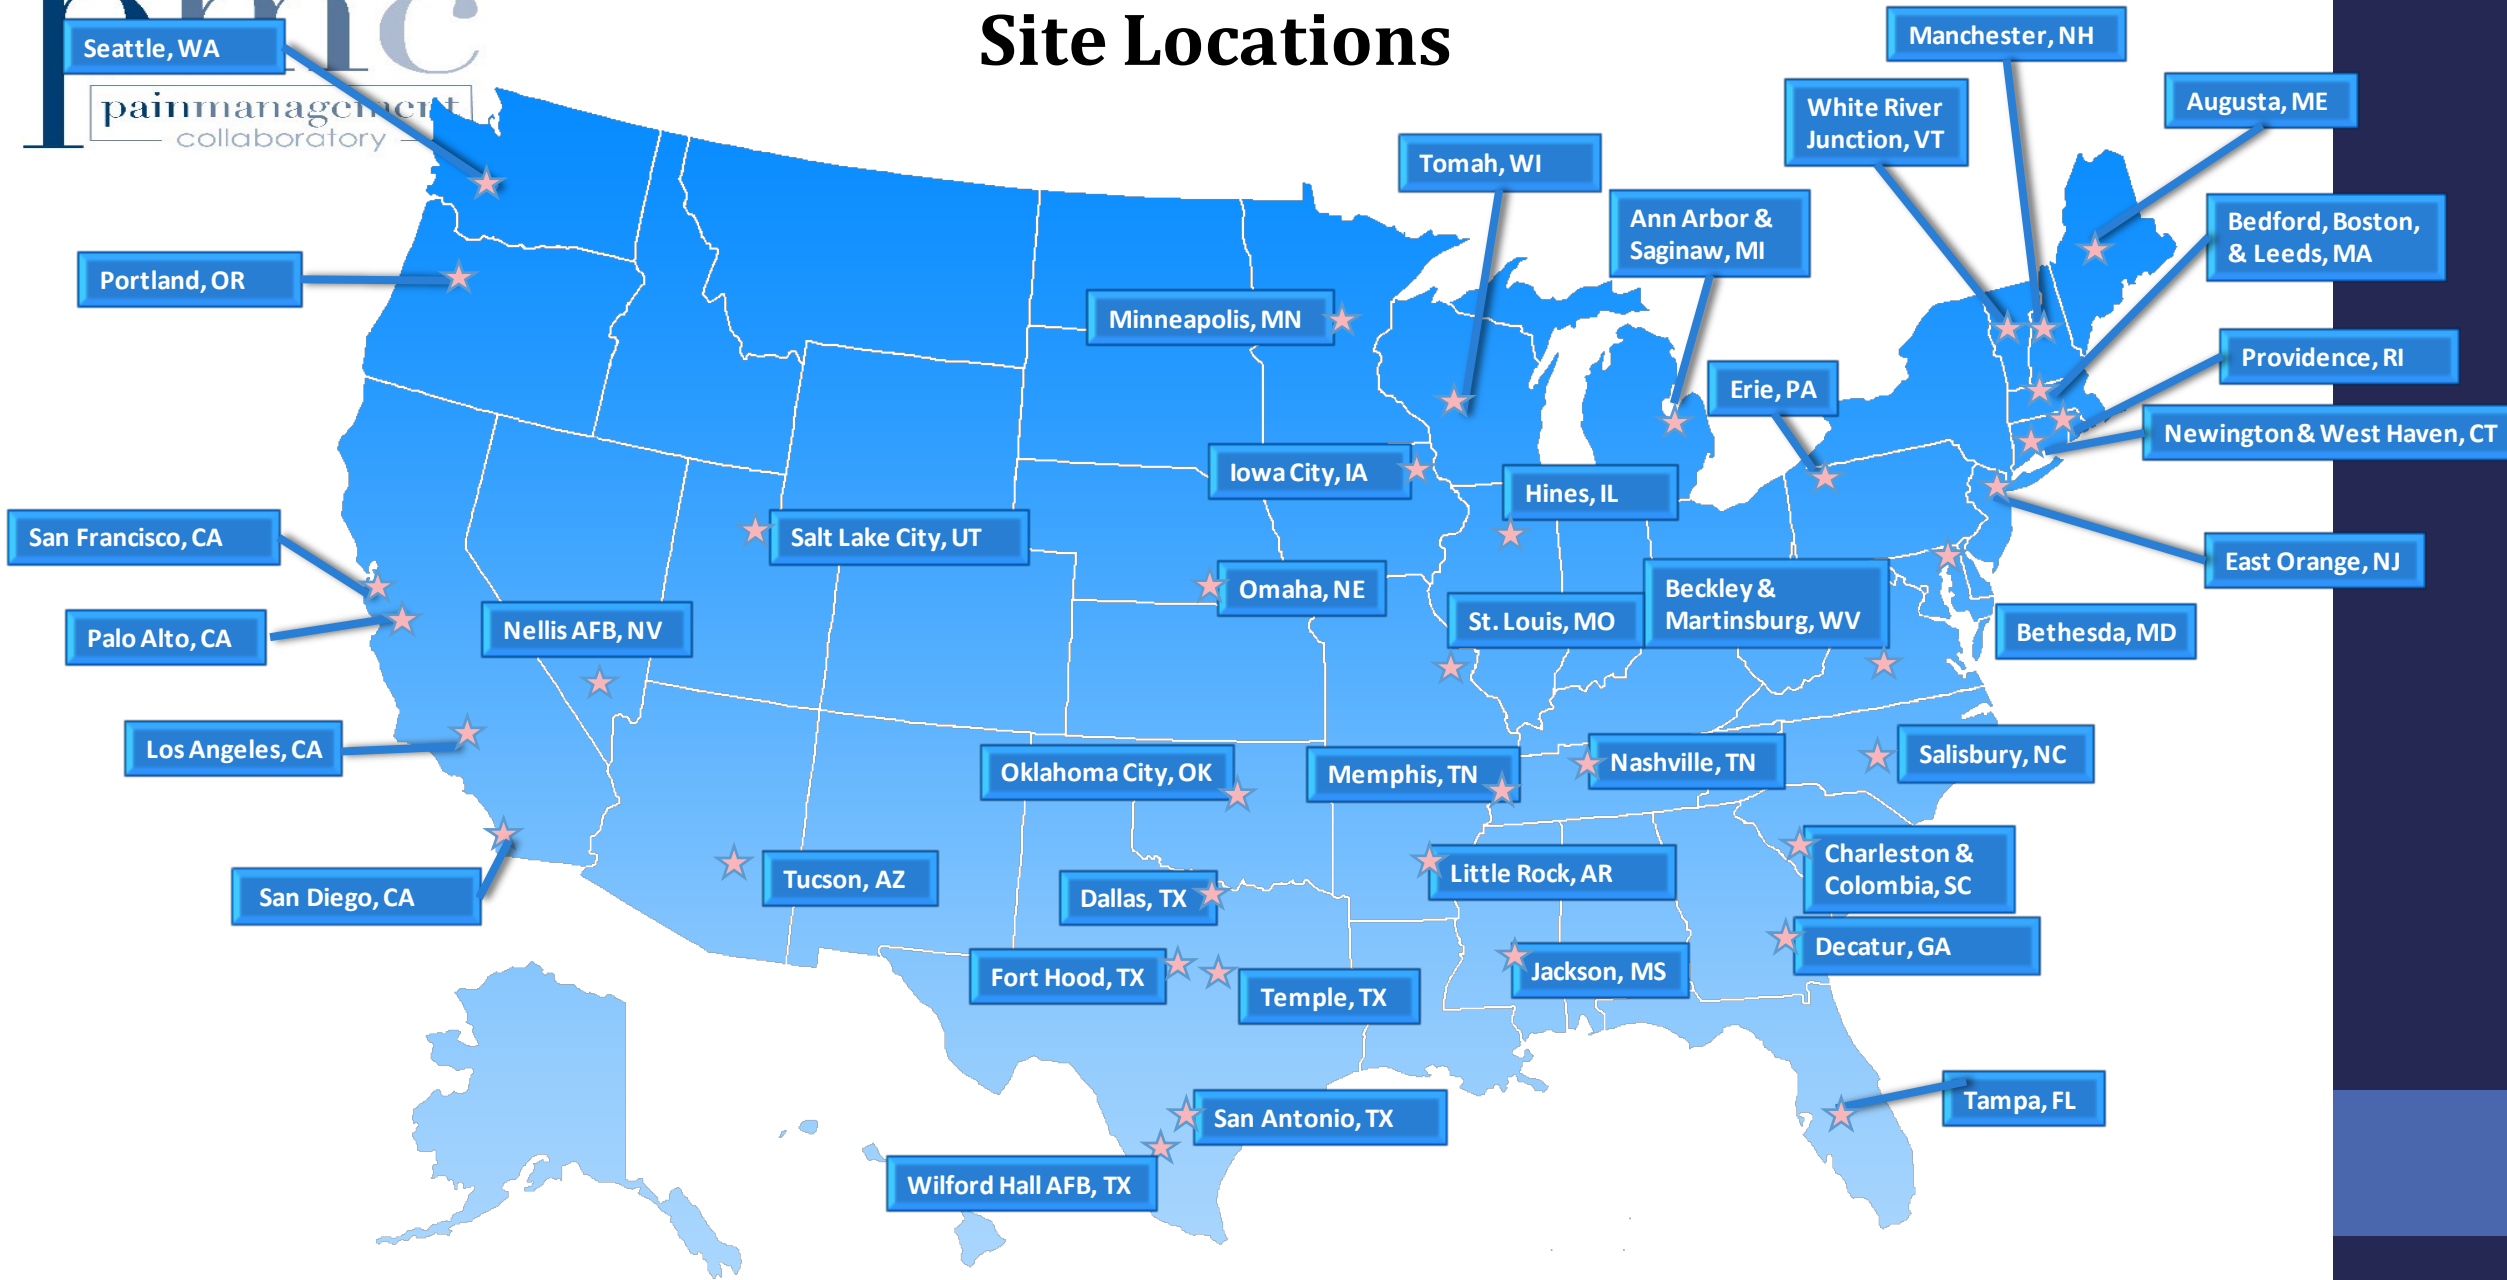 pmc
painmanagement
collaboratory
Site Locations
Seattle, WA
Manchester, NH
White River
Junction, VT
Augusta, ME
Tomah, WI
Ann Arbor &
Saginaw, MI
Bedford, Boston,
& Leeds, MA
Portland, OR
Minneapolis, MN
Providence, RI
Erie, PA
Newington & West Haven, CT
Iowa City, IA
Hines, IL
San Francisco, CA
Salt Lake City, UT
East Orange, NJ
Omaha, NE
Beckley &
Martinsburg, WV
St. Louis, MO
Bethesda, MD
Palo Alto, CA
Nellis AFB, NV
Los Angeles, CA
Oklahoma City, OK
Memphis, TN
Nashville, TN
Salisbury, NC
San Diego, CA
Tucson, AZ
Dallas, TX
Little Rock, AR
Charleston &
Colombia, SC
Decatur, GA
Fort Hood, TX
Temple, TX
Jackson, MS
San Antonio, TX
Tampa, FL
Wilford Hall AFB, TX